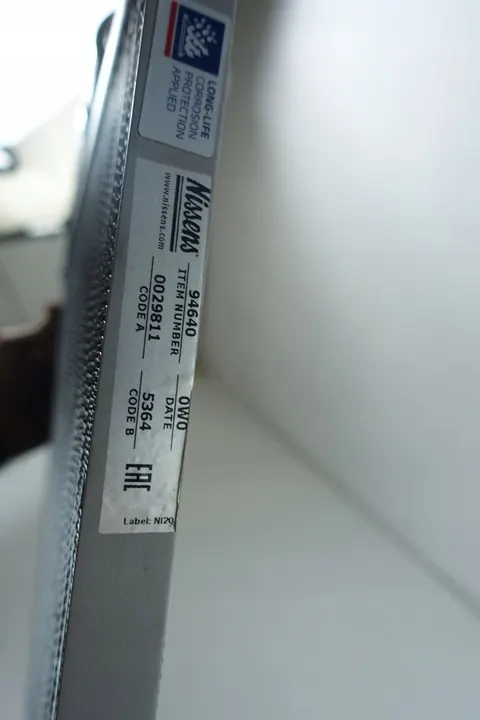 LONG-LIFE
CORROSION
PROTECTION
APPLIED
Nissens
www.nissens.com
94640
ITEM NUMBER
0029811
CODE A
0W0
DATE
5364
CODE B
EAC
Label: NI20